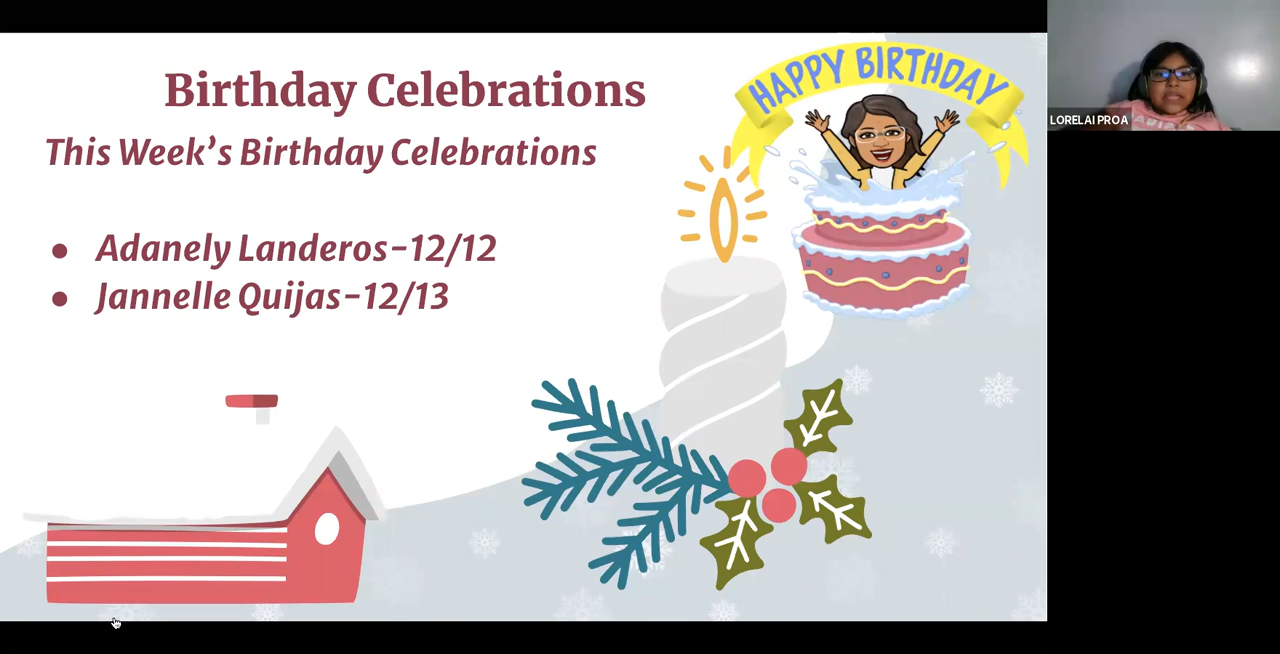 Birthday Celebrations
This Week's Birthday Celebrations
● Adanely Landeros-12/12
● Jannelle Quijas-12/13
HAPPY BIRTHDAY
LORELAI PROA